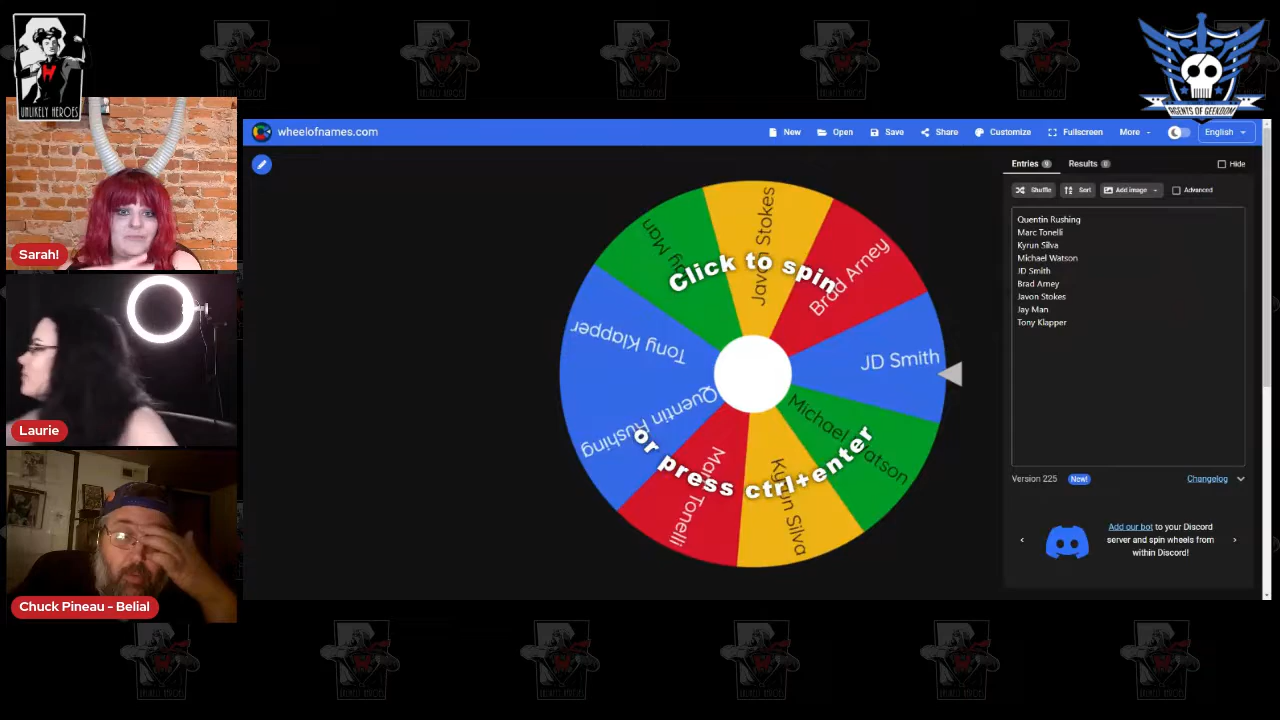 UNLIKELY HEROES
AGENTS OF GEEKDOM
Sarah!
Laurie
Chuck Pineau - Belial
wheelofnames.com
New
Open
Save
Share
Customize
Fullscreen
More
English
Entries 9
Results 0
Hide
Shuffle
Sort
Add image
Advanced
Quentin Rushing
Marc Tonelli
Kyrun Silva
Michael Watson
JD Smith
Brad Arney
Javon Stokes
Jay Man
Tony Klapper
Version 225
New!
Changelog
Add our bot to your Discord
server and spin wheels from
within Discord!
Click to spin
or press ctrl+enter
Jay Man
Javon Stokes
Brad Arney
JD Smith
Michael Watson
Kyrun Silva
Marc Tonelli
Quentin Rushing
Tony Klapper